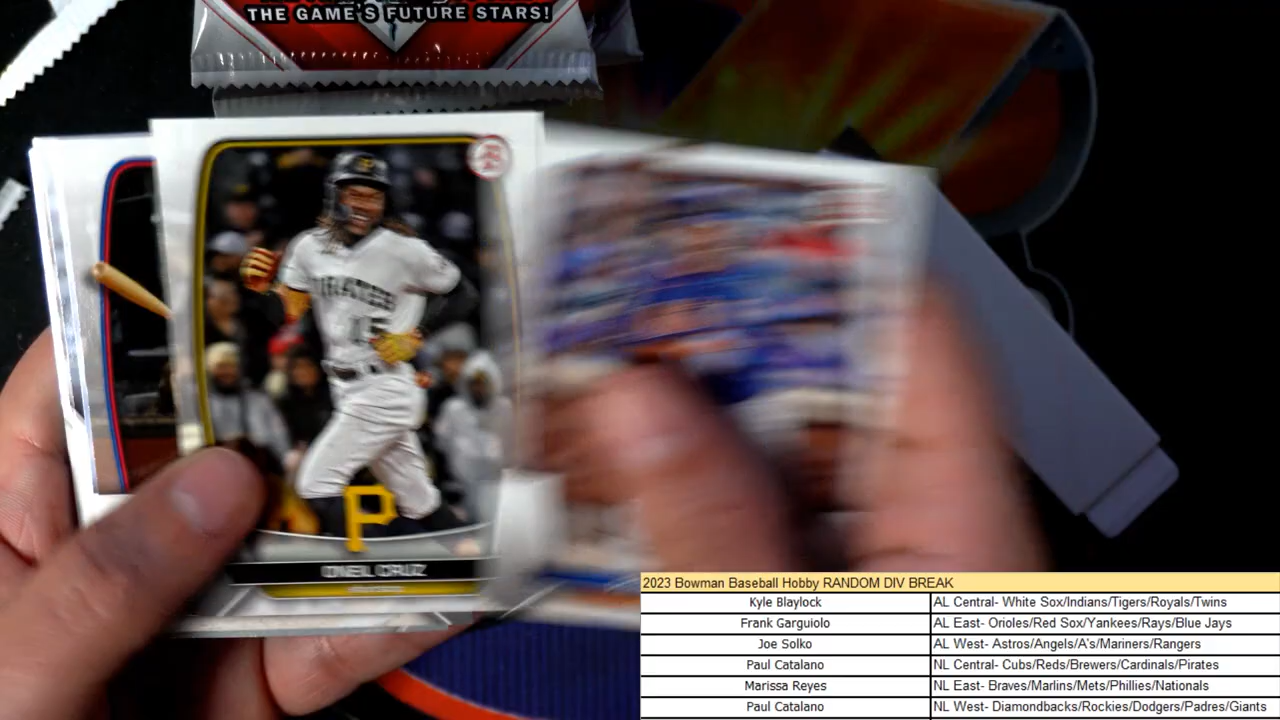 THE GAME'S FUTURE STARS!
PIRATES
15
P
ONEIL CRUZ
2023 Bowman Baseball Hobby RANDOM DIV BREAK
Kyle Blaylock AL Central- White Sox/Indians/Tigers/Royals/Twins
Frank Garguiolo AL East- Orioles/Red Sox/Yankees/Rays/Blue Jays
Joe Solko AL West- Astros/Angels/A's/Mariners/Rangers
Paul Catalano NL Central- Cubs/Reds/Brewers/Cardinals/Pirates
Marissa Reyes NL East- Braves/Marlins/Mets/Phillies/Nationals
Paul Catalano NL West- Diamondbacks/Rockies/Dodgers/Padres/Giants